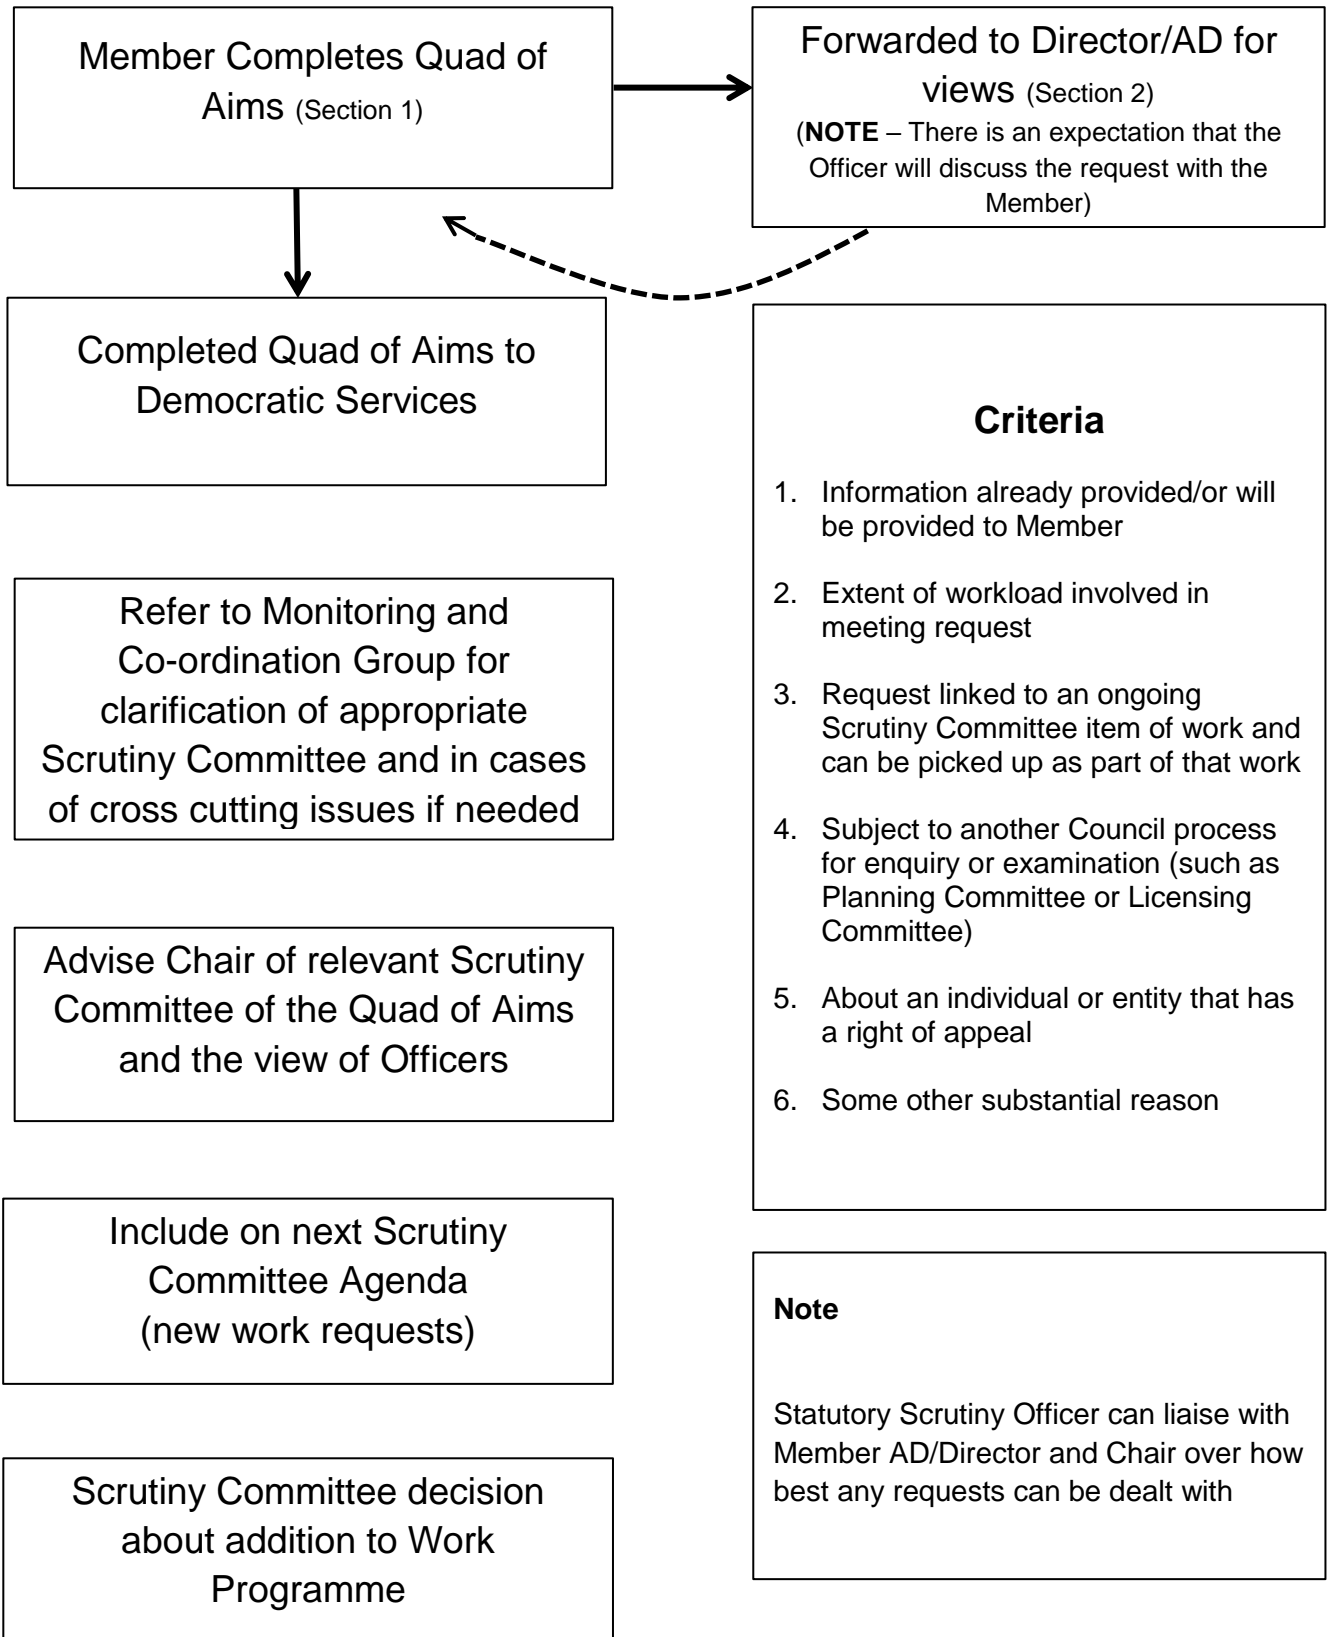 Member Completes Quad of
Aims (Section 1)
Forwarded to Director/AD for
views (Section 2)
(NOTE – There is an expectation that the
Officer will discuss the request with the
Member)
Completed Quad of Aims to
Democratic Services
Refer to Monitoring and
Co-ordination Group for
clarification of appropriate
Scrutiny Committee and in cases
of cross cutting issues if needed
Advise Chair of relevant Scrutiny
Committee of the Quad of Aims
and the view of Officers
Include on next Scrutiny
Committee Agenda
(new work requests)
Scrutiny Committee decision
about addition to Work
Programme
Criteria
1. Information already provided/or will
be provided to Member
2. Extent of workload involved in
meeting request
3. Request linked to an ongoing
Scrutiny Committee item of work and
can be picked up as part of that work
4. Subject to another Council process
for enquiry or examination (such as
Planning Committee or Licensing
Committee)
5. About an individual or entity that has
a right of appeal
6. Some other substantial reason
Note
Statutory Scrutiny Officer can liaise with
Member AD/Director and Chair over how
best any requests can be dealt with